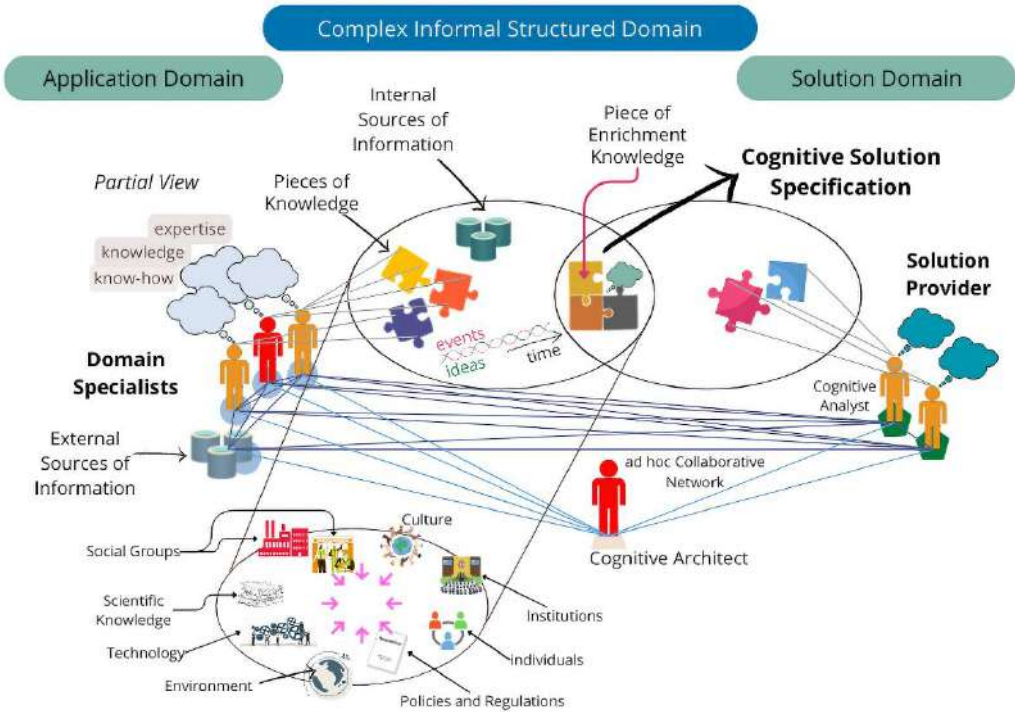 Complex Informal Structured Domain
Application Domain
Solution Domain
Internal
Sources of
Information
Piece of
Enrichment
Knowledge
Cognitive Solution
Specification
Partial View
Pieces of
Knowledge
expertise
knowledge
know-how
Solution
Provider
events
ideas
time
Domain
Specialists
Cognitive
Analyst
External
Sources of
Information
ad hoc Collaborative
Network
Cognitive Architect
Culture
Social Groups
Institutions
Scientific
Knowledge
Technology
Individuals
Environment
Policies and Regulations